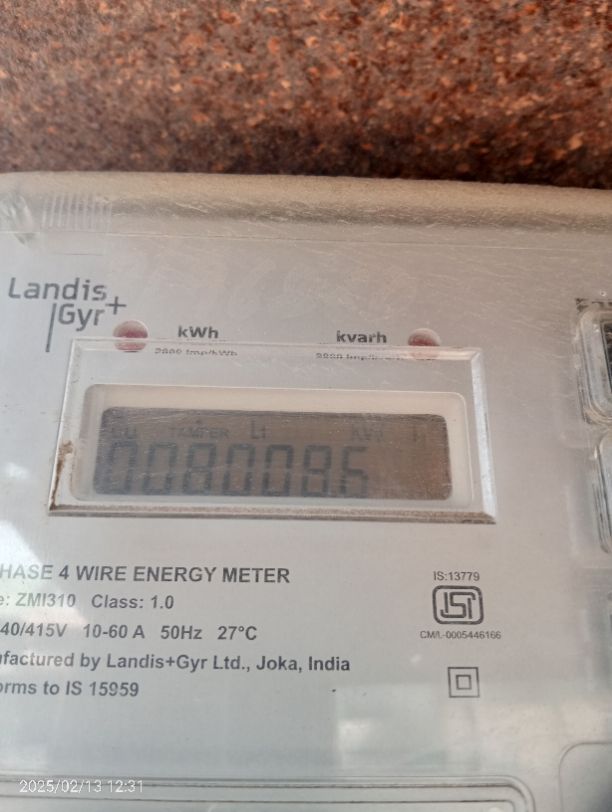 Landis
Gyr+
kWh
kvarh
TAMPER L1
0080086
HASE 4 WIRE ENERGY METER
e: ZMI310 Class: 1.0
40/415V 10-60 A 50Hz 27°C
ufactured by Landis+Gyr Ltd., Joka, India
orms to IS 15959
IS:13779
ISI
CM/L-0005446166
2025/02/13 12:31